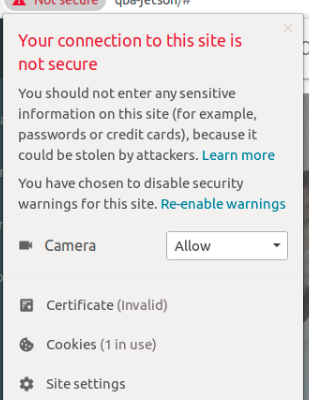 Not secure qba-jetson/#
Your connection to this site is
not secure
You should not enter any sensitive
information on this site (for example,
passwords or credit cards), because it
could be stolen by attackers. Learn more
You have chosen to disable security
warnings for this site. Re-enable warnings
Camera Allow
Certificate (Invalid)
Cookies (1 in use)
Site settings